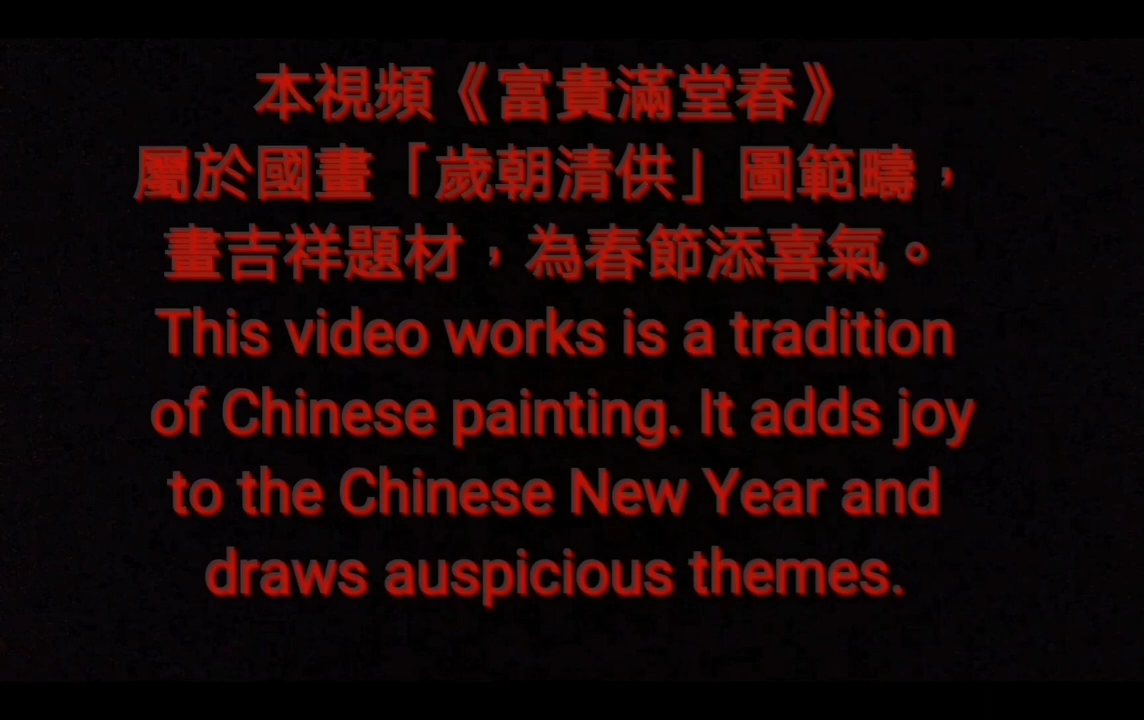 本視頻《富貴滿堂春》
屬於國畫「歲朝清供」圖範疇，
畫吉祥題材，為春節添喜氣。
This video works is a tradition
of Chinese painting. It adds joy
to the Chinese New Year and
draws auspicious themes.